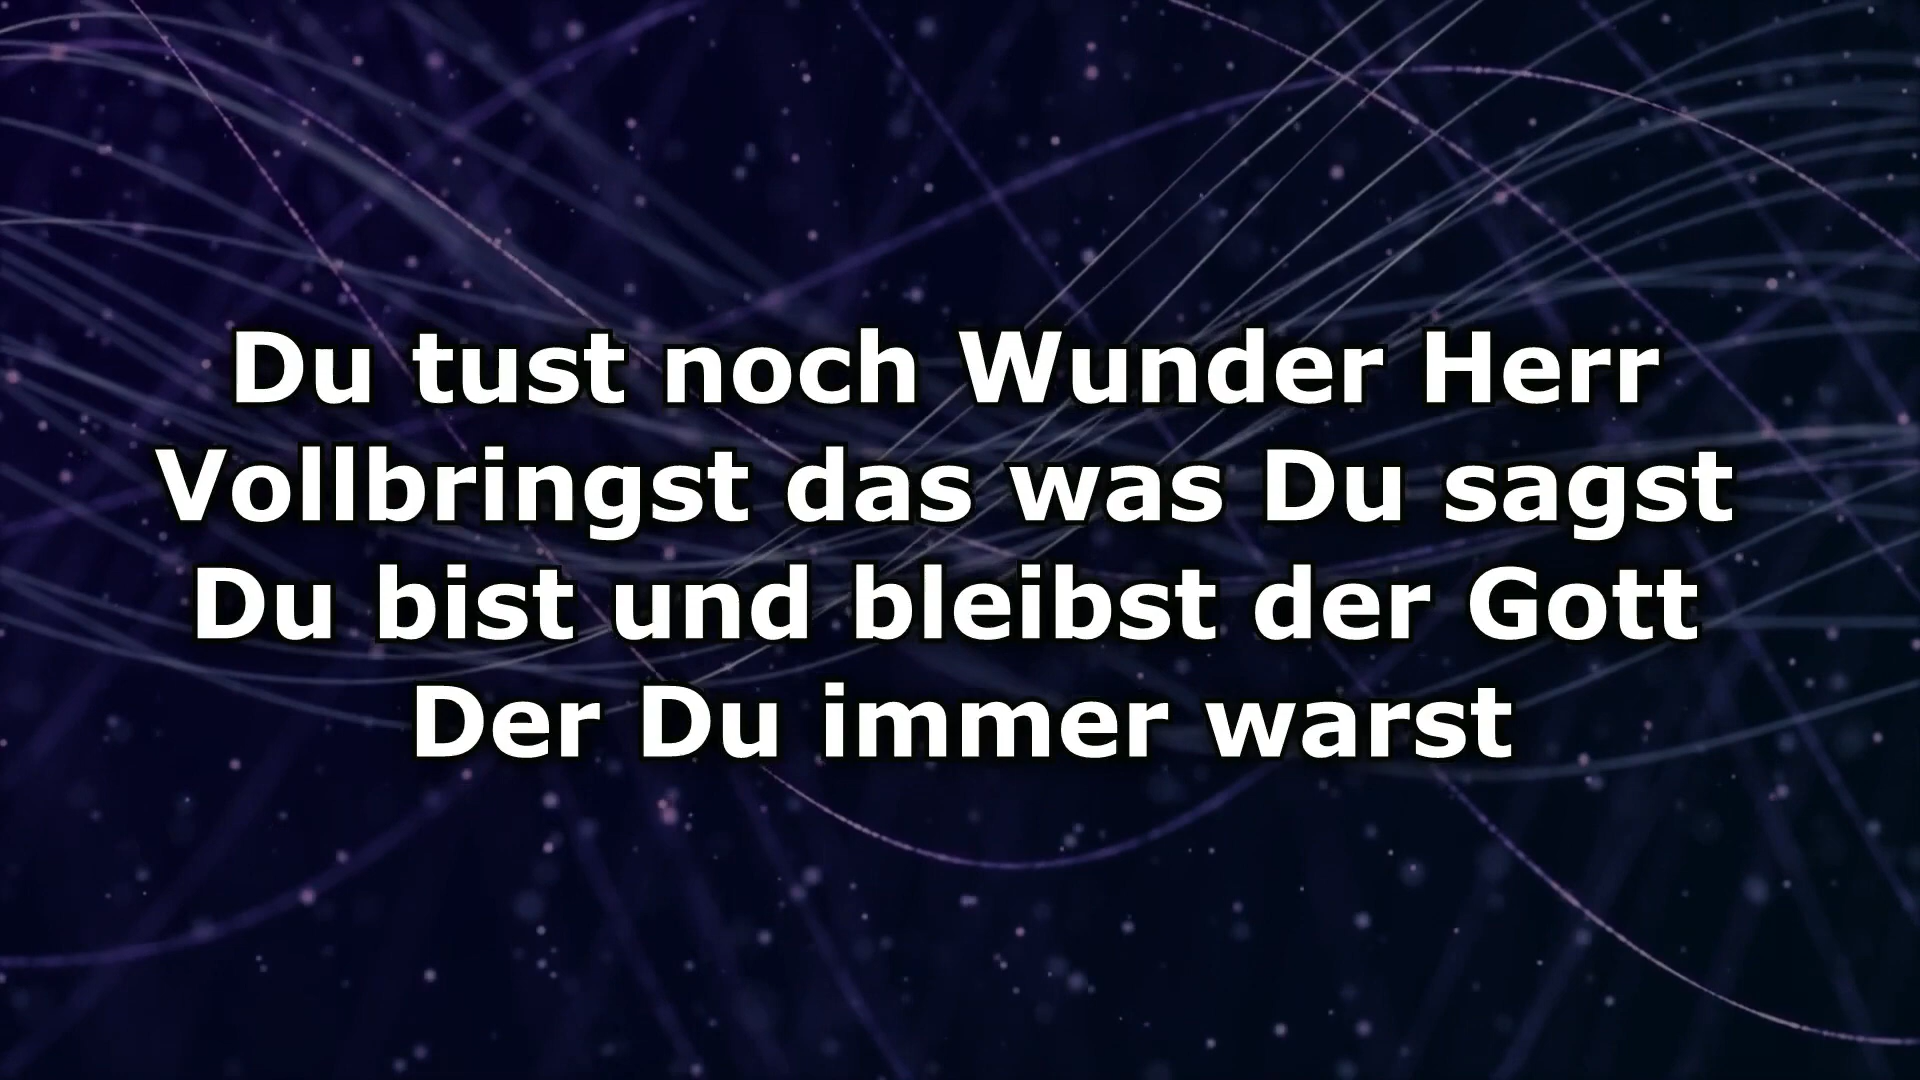 Du tust noch Wunder Herr
Vollbringst das was Du sagst
Du bist und bleibst der Gott
Der Du immer warst